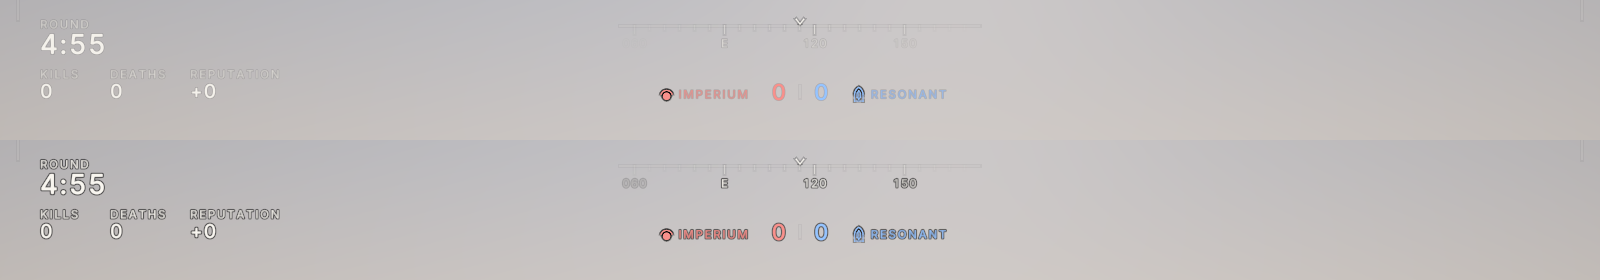 ROUND
4:55
KILLS DEATHS REPUTATION
0 0 +0
E 120 150
IMPERIUM 0 0 RESONANT
ROUND
4:55
KILLS DEATHS REPUTATION
0 0 +0
060 E 120 150
IMPERIUM 0 0 RESONANT